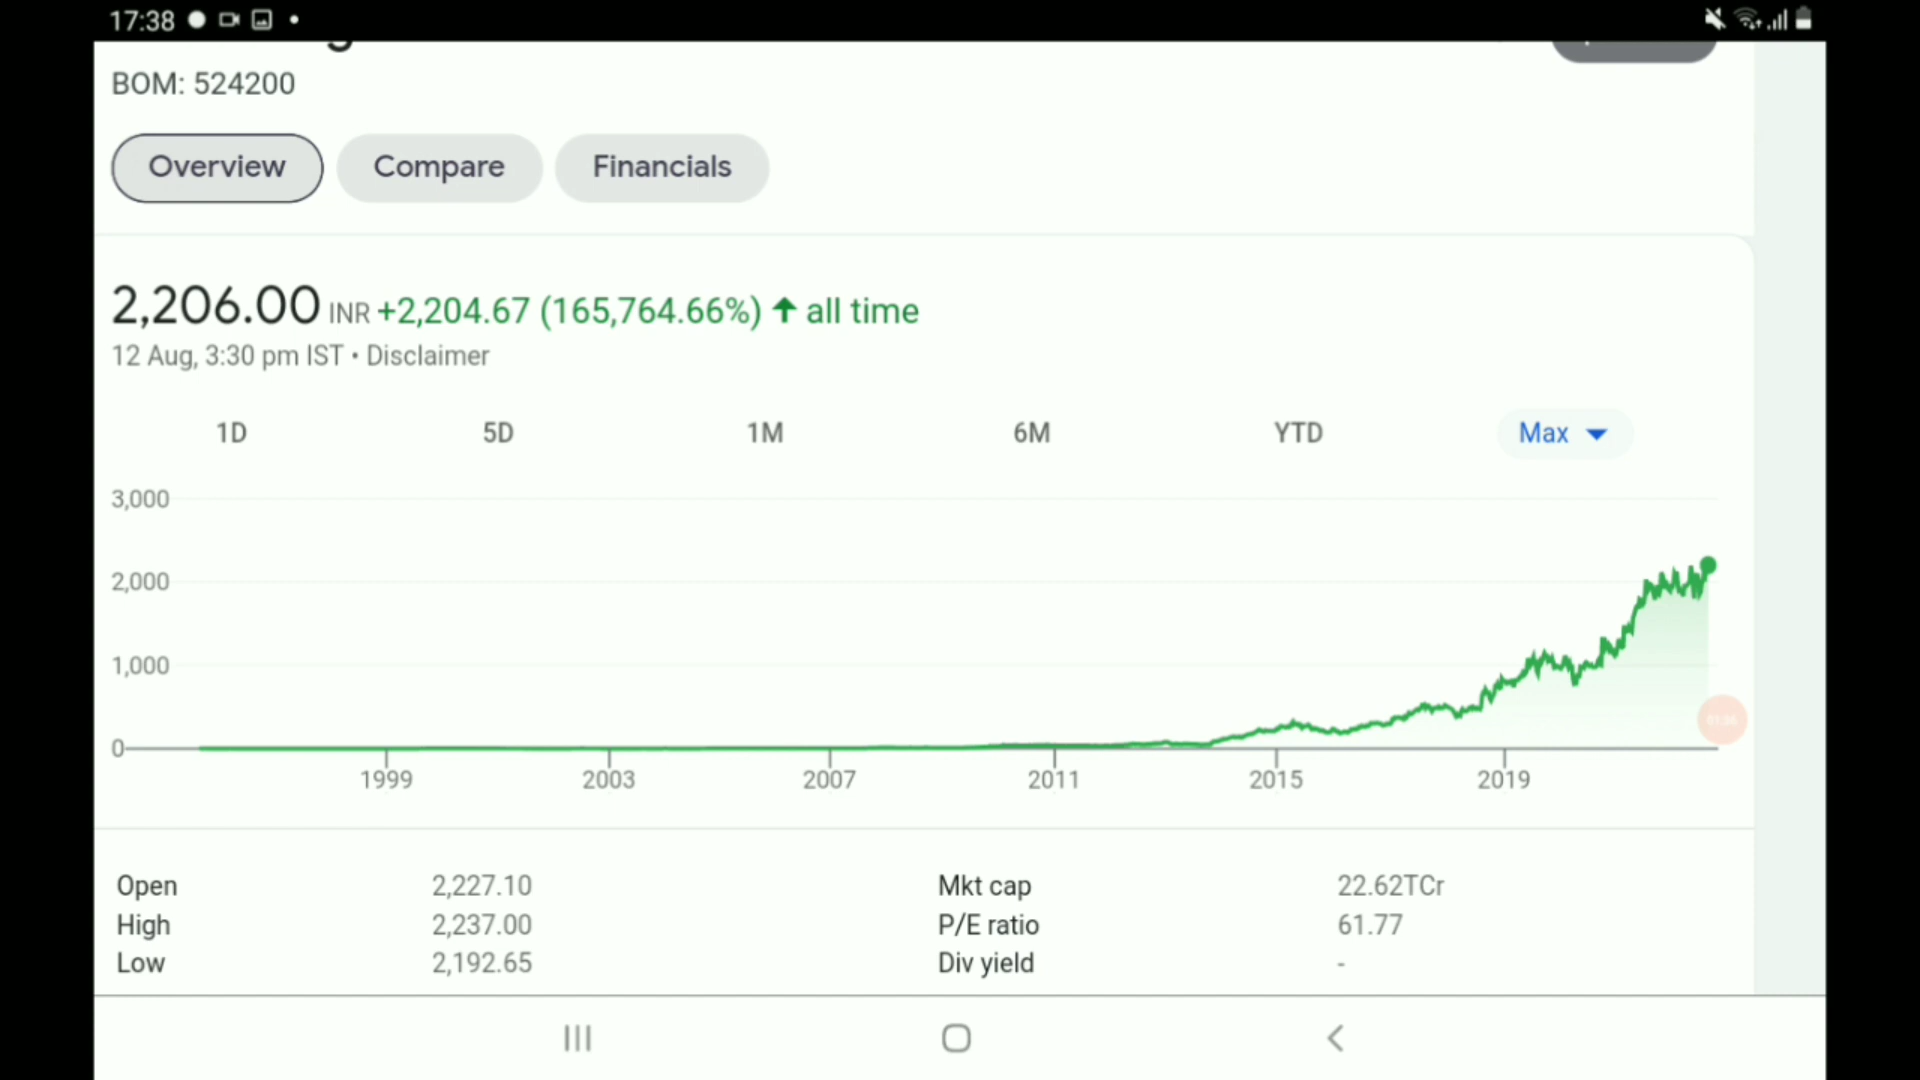 17:38
BOM: 524200
Overview Compare Financials
2,206.00 INR +2,204.67 (165,764.66%) ↑ all time
12 Aug, 3:30 pm IST • Disclaimer
1D 5D 1M 6M YTD Max
3,000
2,000
1,000
0
1999 2003 2007 2011 2015 2019
Open 2,227.10 Mkt cap 22.62TCr
High 2,237.00 P/E ratio 61.77
Low 2,192.65 Div yield -